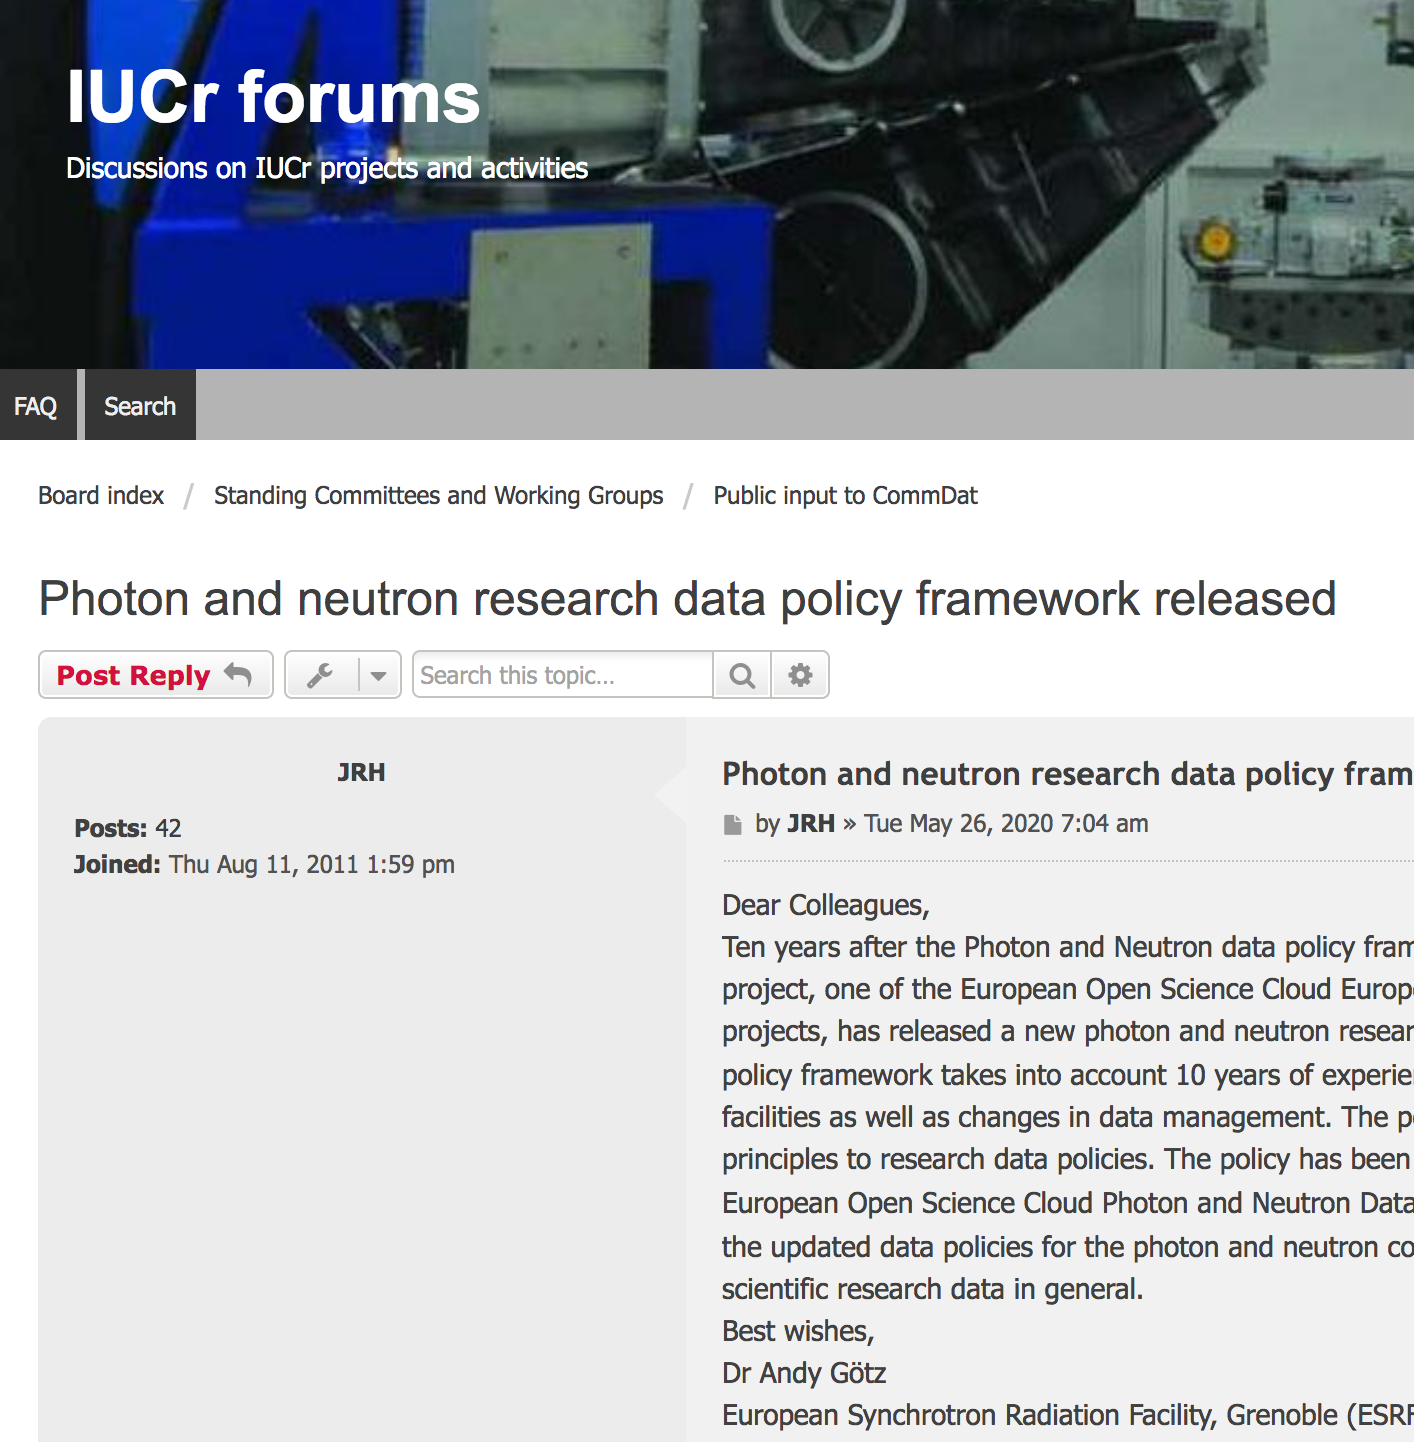 IUCr forums
Discussions on IUCr projects and activities
FAQ
Search
Board index / Standing Committees and Working Groups / Public input to CommDat
Photon and neutron research data policy framework released
Post Reply
Search this topic...
JRH
Posts: 42
Joined: Thu Aug 11, 2011 1:59 pm
Photon and neutron research data policy
by JRH » Tue May 26, 2020 7:04 am
Dear Colleagues,
Ten years after the Photon and Neutron data policy
project, one of the European Open Science Cloud
projects, has released a new photon and neutron
policy framework takes into account 10 years of
facilities as well as changes in data management. The
principles to research data policies. The policy has been
European Open Science Cloud Photon and Neutron Data
the updated data policies for the photon and neutron
scientific research data in general.
Best wishes,
Dr Andy Götz
European Synchrotron Radiation Facility, Grenoble